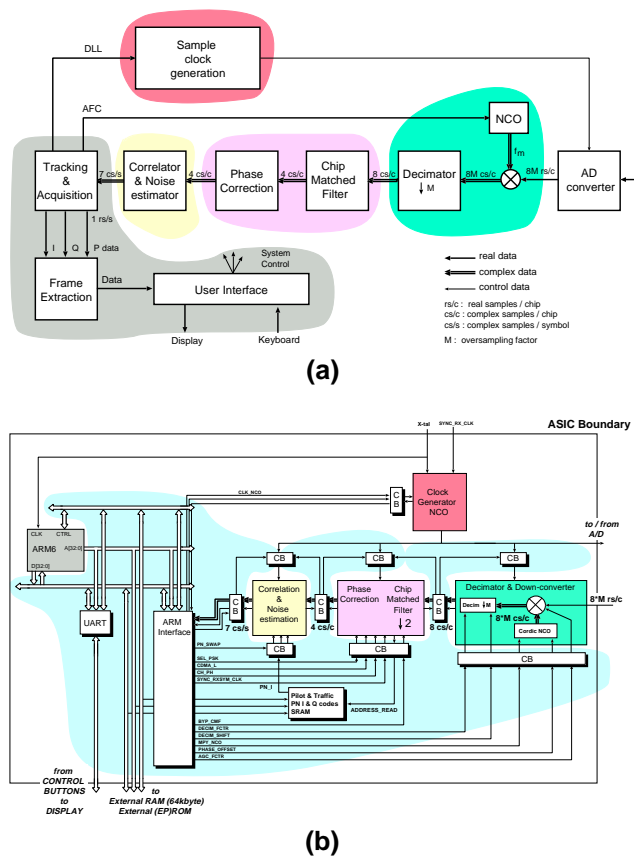 DLL
Sample
clock
generation
AFC
NCO
fm
7 cs/s
4 cs/c
4 cs/c
8 cs/c
8M cs/c
8M rs/c
Tracking
&
Acquisition
Correlator
& Noise
estimator
Phase
Correction
Chip
Matched
Filter
Decimator
↓ M
AD
converter
1 rs/s
I
Q
P data
Frame
Extraction
Data
System
Control
User Interface
Display
Keyboard
real data
complex data
control data
rs/c : real samples / chip
cs/c : complex samples / chip
cs/s : complex samples / symbol
M : oversampling factor
(a)
ASIC Boundary
X-tal
SYNC_RX_CLK
CLK_NCO
C
B
Clock
Generator
NCO
to / from
A/D
CLK
CTRL
ARM6
A[32:0]
D[32:0]
CB
CB
CB
UART
ARM
Interface
7 cs/s
C
B
Correlation
&
Noise
estimation
4 cs/c
C
B
Phase
Correction
Chip
Matched
Filter
↓ 2
8 cs/c
C
B
Decimator & Down-converter
Decim ↓M
8*M cs/c
Cordic NCO
8*M rs/c
PN_SWAP
CB
CB
CB
SEL_PSK
CDMA_L
CH_PH
SYNC_RXSYM_CLK
PN_I
Pilot & Traffic
PN I & Q codes
SRAM
ADDRESS_READ
BYP_CMF
DECIM_FCTR
DECIM_SHIFT
MPY_NCO
PHASE_OFFSET
AGC_FCTR
from
CONTROL
BUTTONS
to
DISPLAY
to
External RAM (64kbyte)
External (EP)ROM
(b)